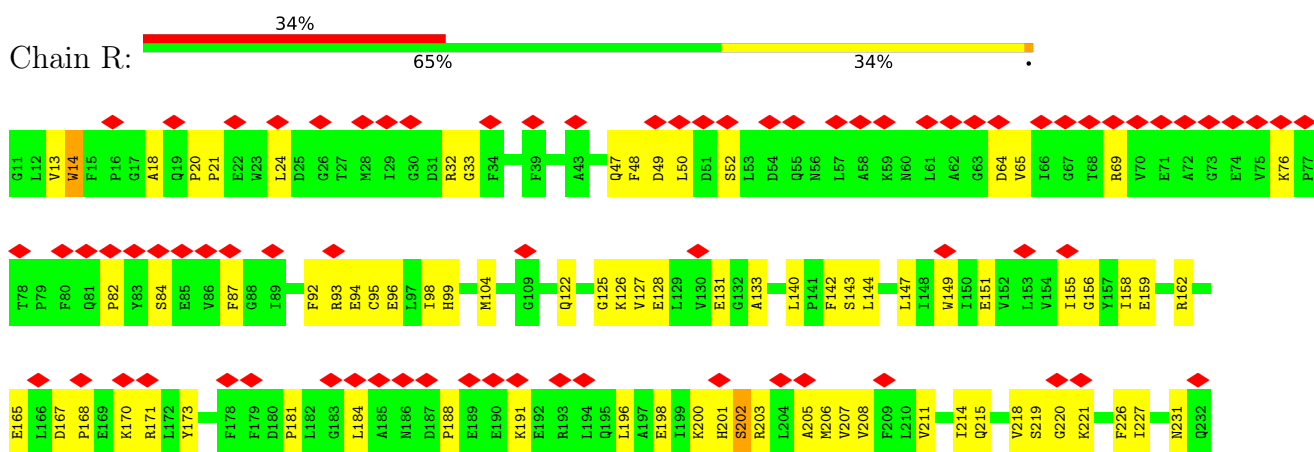 34%
Chain R:
65% 34% •
G11 L12 V13 W14 F15 P16 G17 A18 Q19 P20 P21 E22 W23 L24 D25 G26 T27 M28 I29 G30 D31 R32 G33 F34 F39 A43 Q47 F48 D49 L50 D51 S52 L53 D54 Q55 N56 L57 A58 K59 N60 L61 A62 G63 D64 V65 I66 G67 T68 R69 V70 E71 A72 G73 E74 V75 K76 P77
T78 P79 F80 Q81 P82 Y83 S84 E85 V86 F87 G88 I89 F92 R93 E94 C95 E96 L97 I98 H99 M104 G109 Q122 G125 K126 V127 E128 L129 V130 E131 G132 A133 L140 P141 F142 S143 L144 L147 I148 W149 I150 E151 V152 L153 V154 I155 G156 Y157 I158 E159 R162
E165 L166 D167 P168 E169 K170 R171 L172 Y173 F178 F179 D180 P181 L182 G183 L184 A185 N186 D187 P188 E189 E190 K191 E192 R193 L194 Q195 L196 A197 E198 I199 K200 H201 S202 R203 L204 A205 M206 V207 V208 F209 L210 V211 I214 Q215 V218 S219 G220 K221 F226 I227 N231 Q232